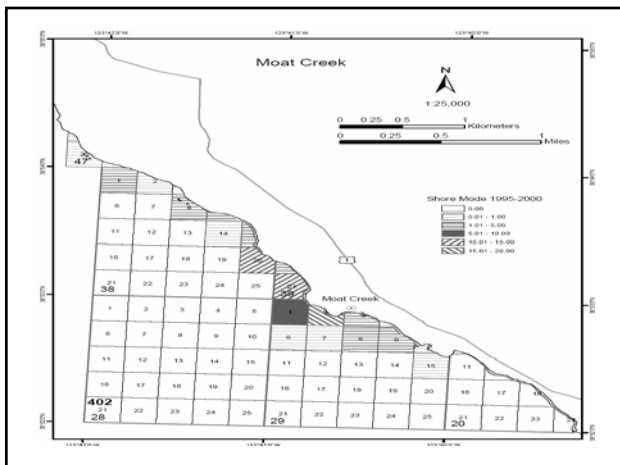 Moat Creek
N
1:25,000
0 0.25 0.5 1
Kilometers
0 0.25 0.5 1
Miles
47
Shore Mode 1995-2000
0.00
0.01 - 1.00
1.01 - 5.00
5.01 - 10.00
10.01 - 15.00
15.01 - 20.00
1 2
6 7 8
11 12 13 14
16 17 18 19
1
21 22 23 24 25
38
Moat Creek
1 2 3 4 5
6 7 8 9 10 6 7 8 9
11 12 13 14 15 11 12 13 14 15 11
16 17 18 19 20 16 17 18 19 20 16 17
402
21 22 23 24 25 21 22 23 24 25 21 22 23
28 29 20